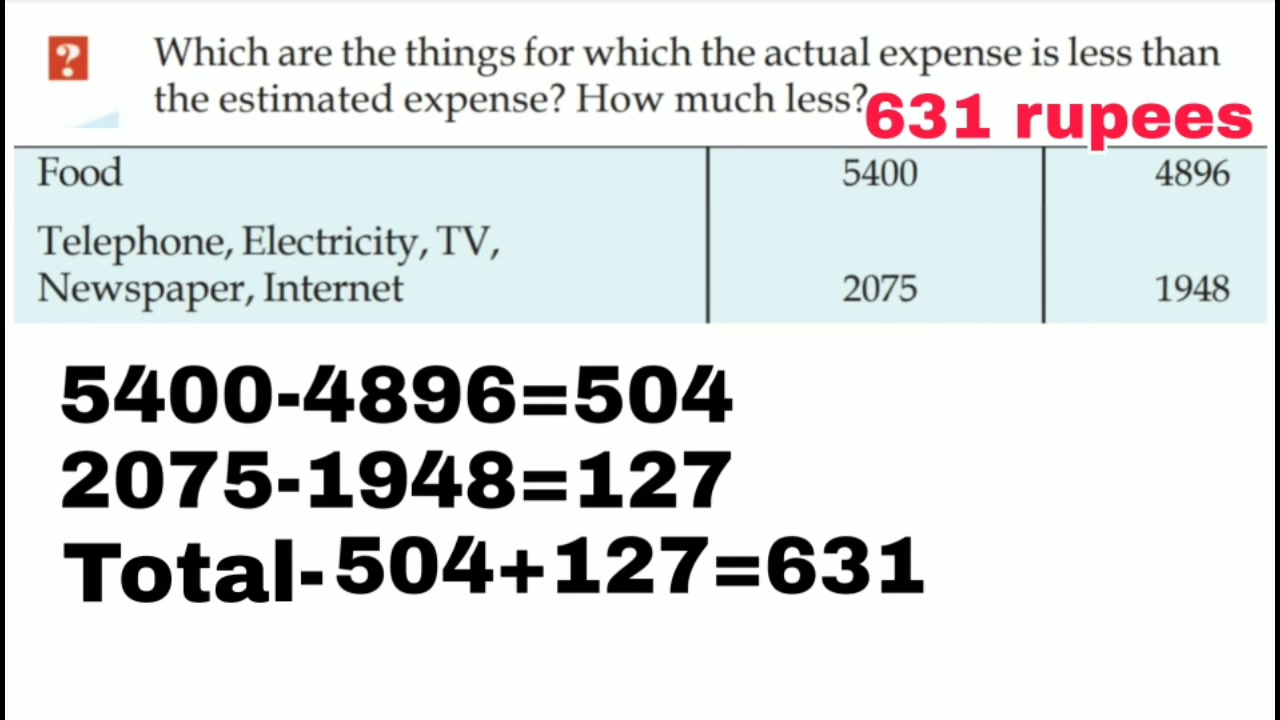 ?
Which are the things for which the actual expense is less than
the estimated expense? How much less?
631 rupees
Food 5400 4896
Telephone, Electricity, TV,
Newspaper, Internet 2075 1948
5400-4896=504
2075-1948=127
Total-504+127=631